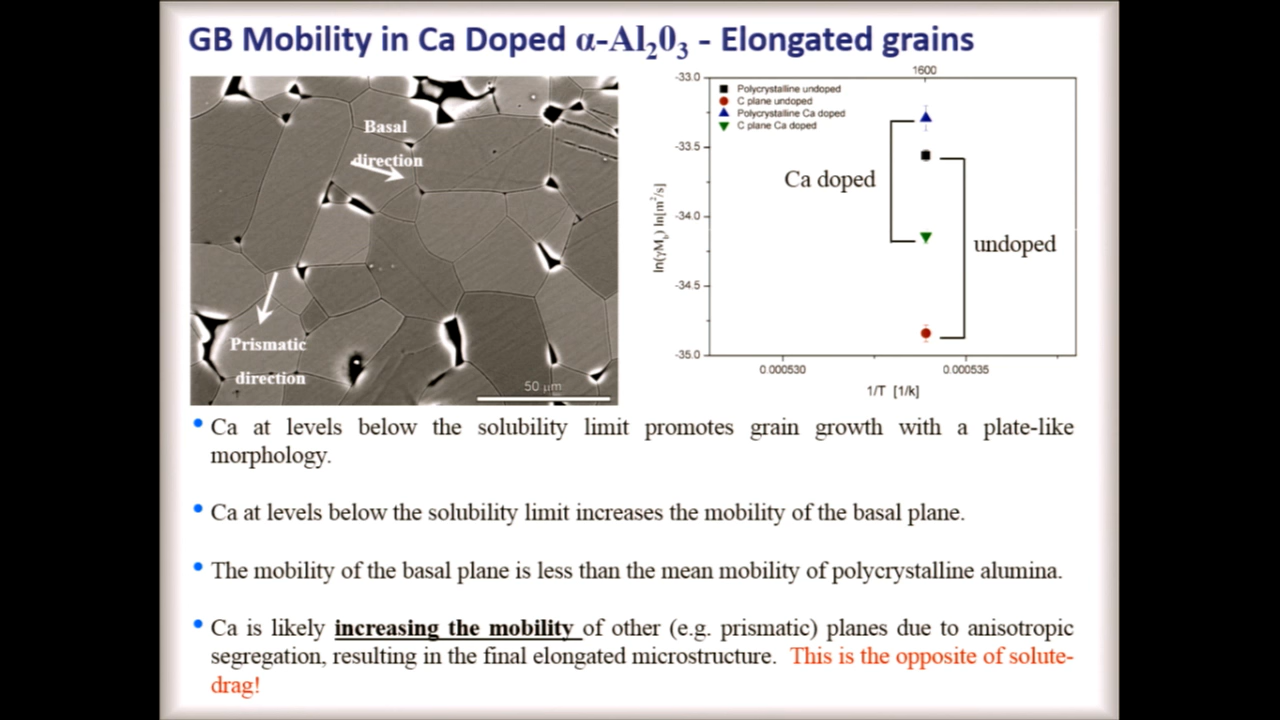 GB Mobility in Ca Doped α-Al₂0₃ - Elongated grains
Basal
direction
Prismatic
direction
50 µm
1600
-33.0
-33.5
-34.0
-34.5
-35.0
ln(γM_b) ln[m²/s]
Polycrystalline undoped
C plane undoped
Polycrystalline Ca doped
C plane Ca doped
Ca doped
undoped
0.000530
0.000535
1/T [1/k]
• Ca at levels below the solubility limit promotes grain growth with a plate-like
morphology.
• Ca at levels below the solubility limit increases the mobility of the basal plane.
• The mobility of the basal plane is less than the mean mobility of polycrystalline alumina.
• Ca is likely increasing the mobility of other (e.g. prismatic) planes due to anisotropic
segregation, resulting in the final elongated microstructure. This is the opposite of solute-
drag!